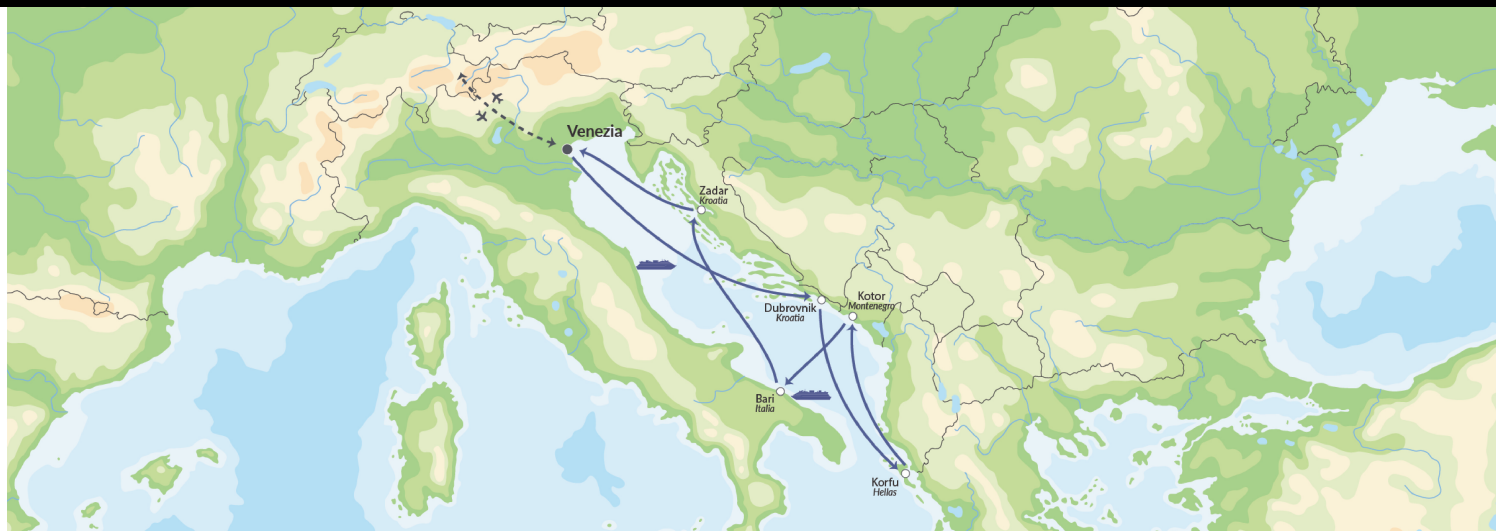 Venezia
Zadar
Kroatia
Dubrovnik
Kroatia
Kotor
Montenegro
Bari
Italia
Korfu
Hellas